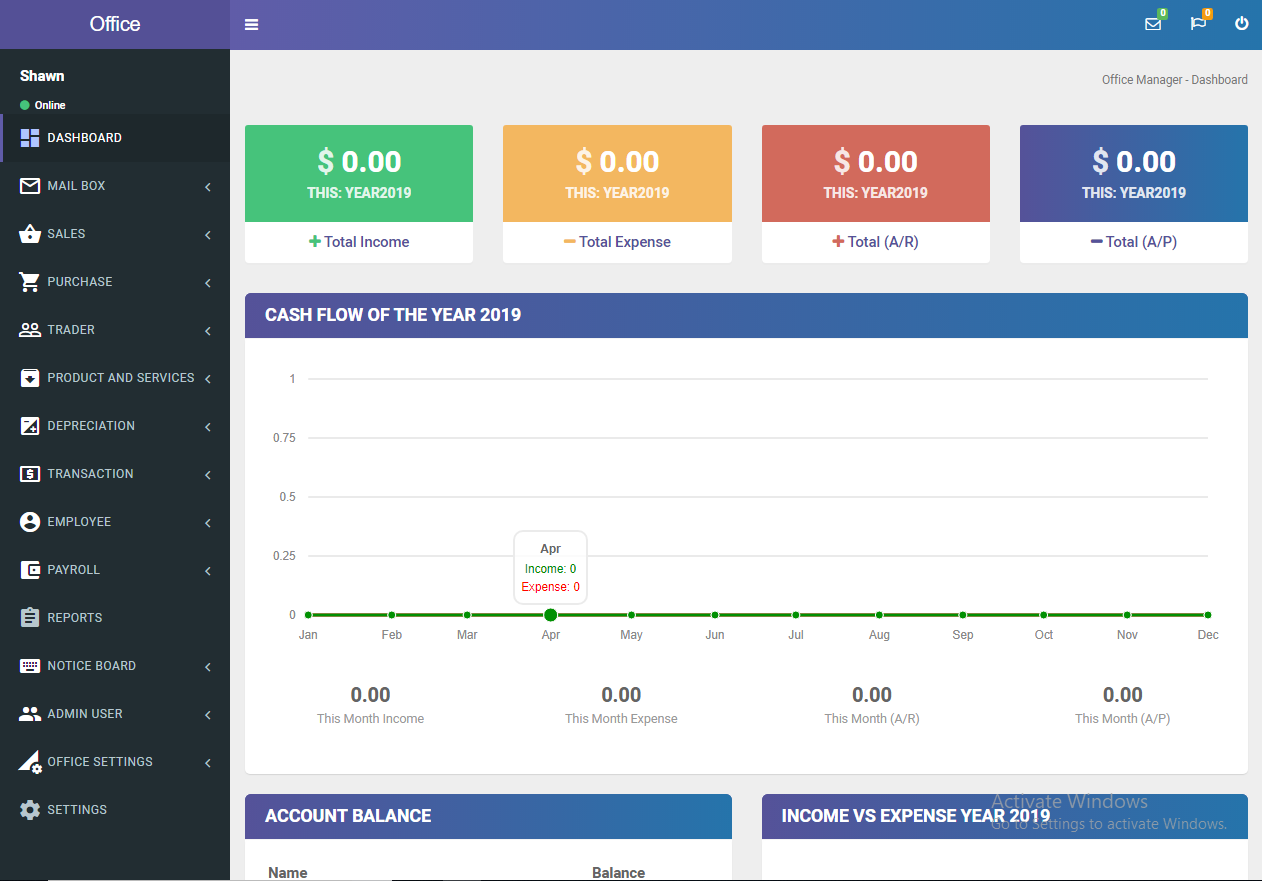 Office
0
0
Shawn
Online
Office Manager - Dashboard
DASHBOARD
MAIL BOX
SALES
PURCHASE
TRADER
PRODUCT AND SERVICES
DEPRECIATION
TRANSACTION
EMPLOYEE
PAYROLL
REPORTS
NOTICE BOARD
ADMIN USER
OFFICE SETTINGS
SETTINGS
$ 0.00
THIS: YEAR2019
Total Income
$ 0.00
THIS: YEAR2019
Total Expense
$ 0.00
THIS: YEAR2019
Total (A/R)
$ 0.00
THIS: YEAR2019
Total (A/P)
CASH FLOW OF THE YEAR 2019
1
0.75
0.5
0.25
0
Apr
Income: 0
Expense: 0
Jan Feb Mar Apr May Jun Jul Aug Sep Oct Nov Dec
0.00
This Month Income
0.00
This Month Expense
0.00
This Month (A/R)
0.00
This Month (A/P)
ACCOUNT BALANCE
Name Balance
INCOME VS EXPENSE YEAR 2019
Activate Windows
Go to Settings to activate Windows.